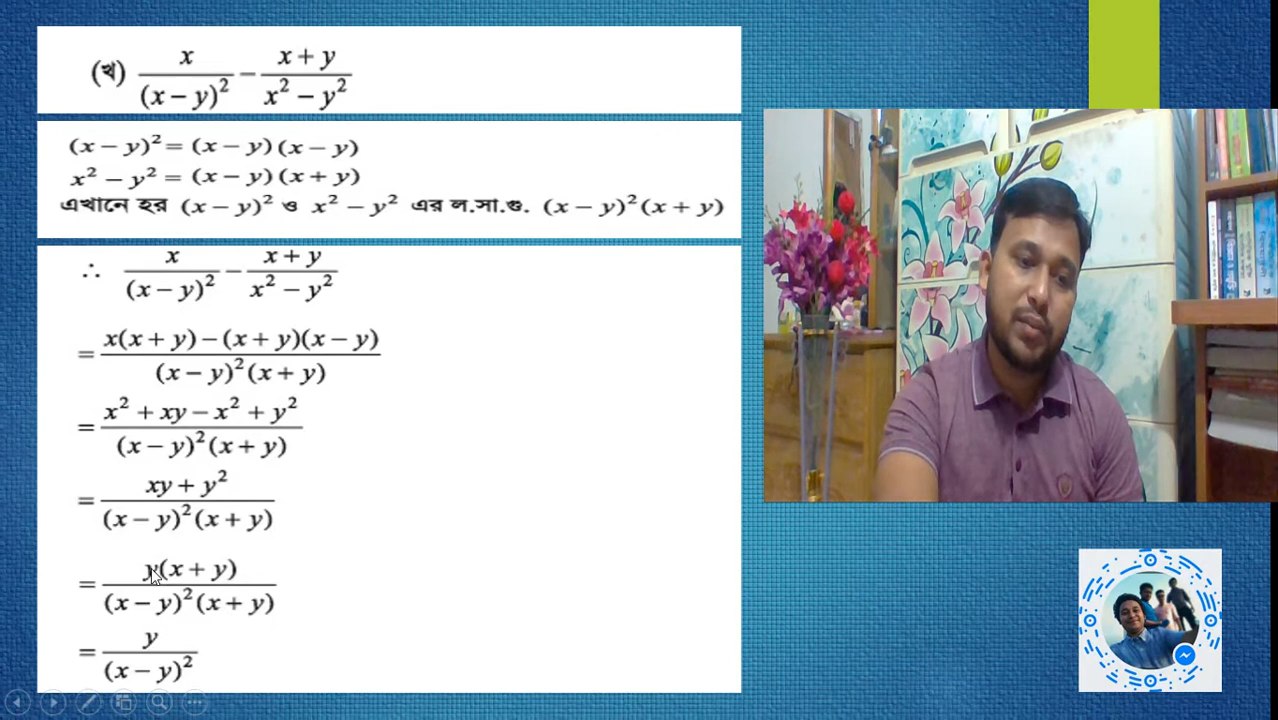 (খ) x/(x − y)² − (x + y)/(x² − y²)
(x − y)² = (x − y)(x − y)
x² − y² = (x − y)(x + y)
এখানে হর (x − y)² ও x² − y² এর ল.সা.গু. (x − y)²(x + y)
∴ x/(x − y)² − (x + y)/(x² − y²)
= (x(x + y) − (x + y)(x − y))/((x − y)²(x + y))
= (x² + xy − x² + y²)/((x − y)²(x + y))
= (xy + y²)/((x − y)²(x + y))
= y(x + y)/((x − y)²(x + y))
= y/(x − y)²